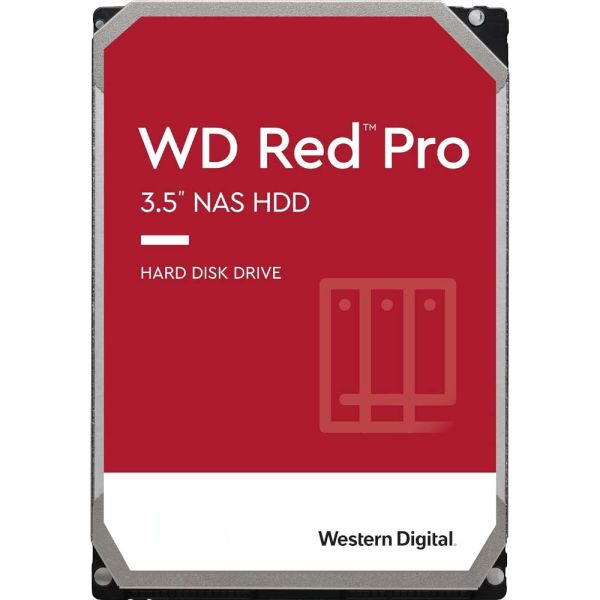 WD Red™ Pro
3.5" NAS HDD
HARD DISK DRIVE
Western Digital.